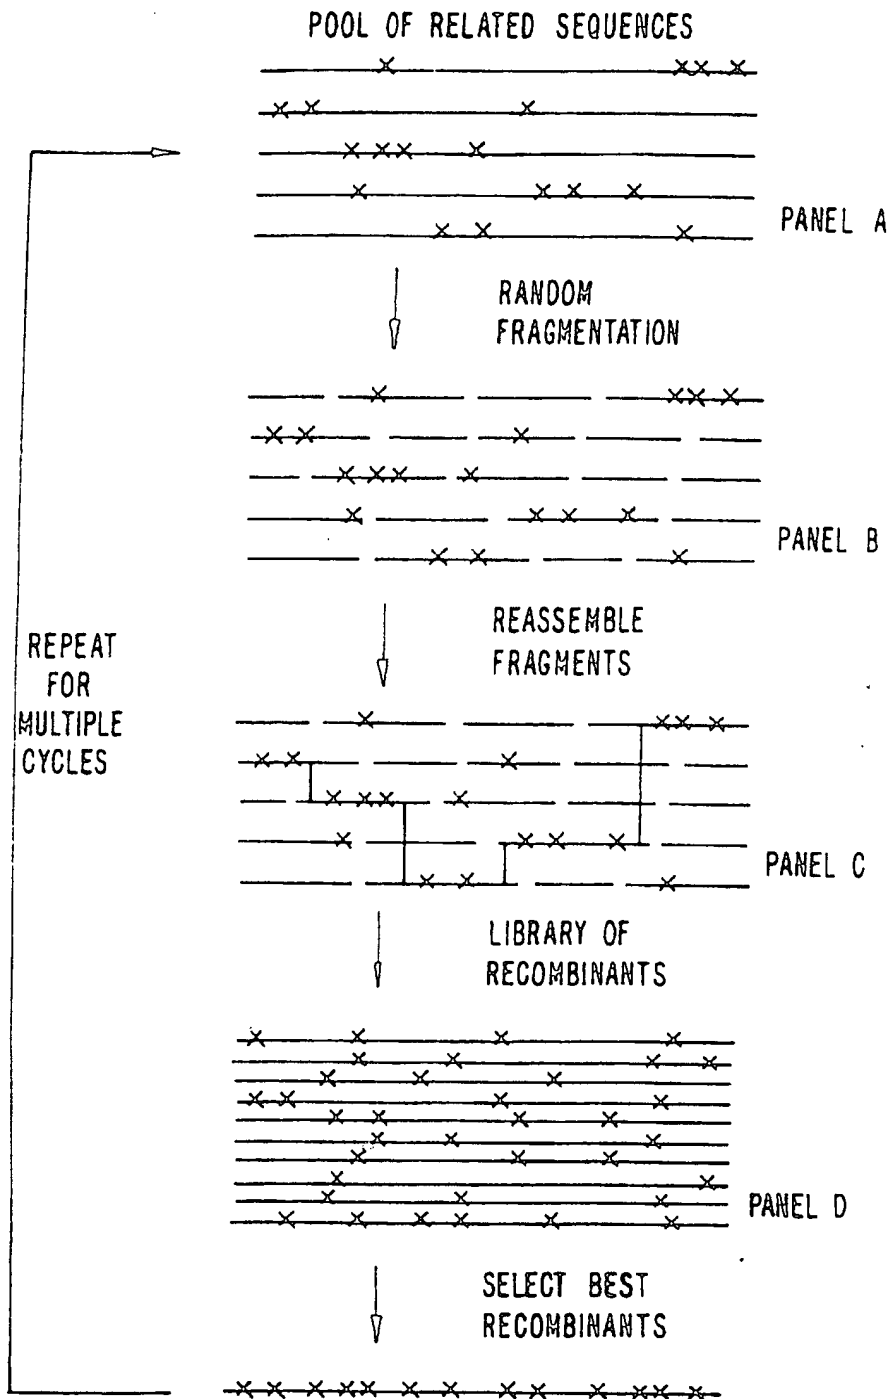 POOL OF RELATED SEQUENCES
PANEL A
RANDOM
FRAGMENTATION
PANEL B
REASSEMBLE
FRAGMENTS
REPEAT
FOR
MULTIPLE
CYCLES
PANEL C
LIBRARY OF
RECOMBINANTS
PANEL D
SELECT BEST
RECOMBINANTS